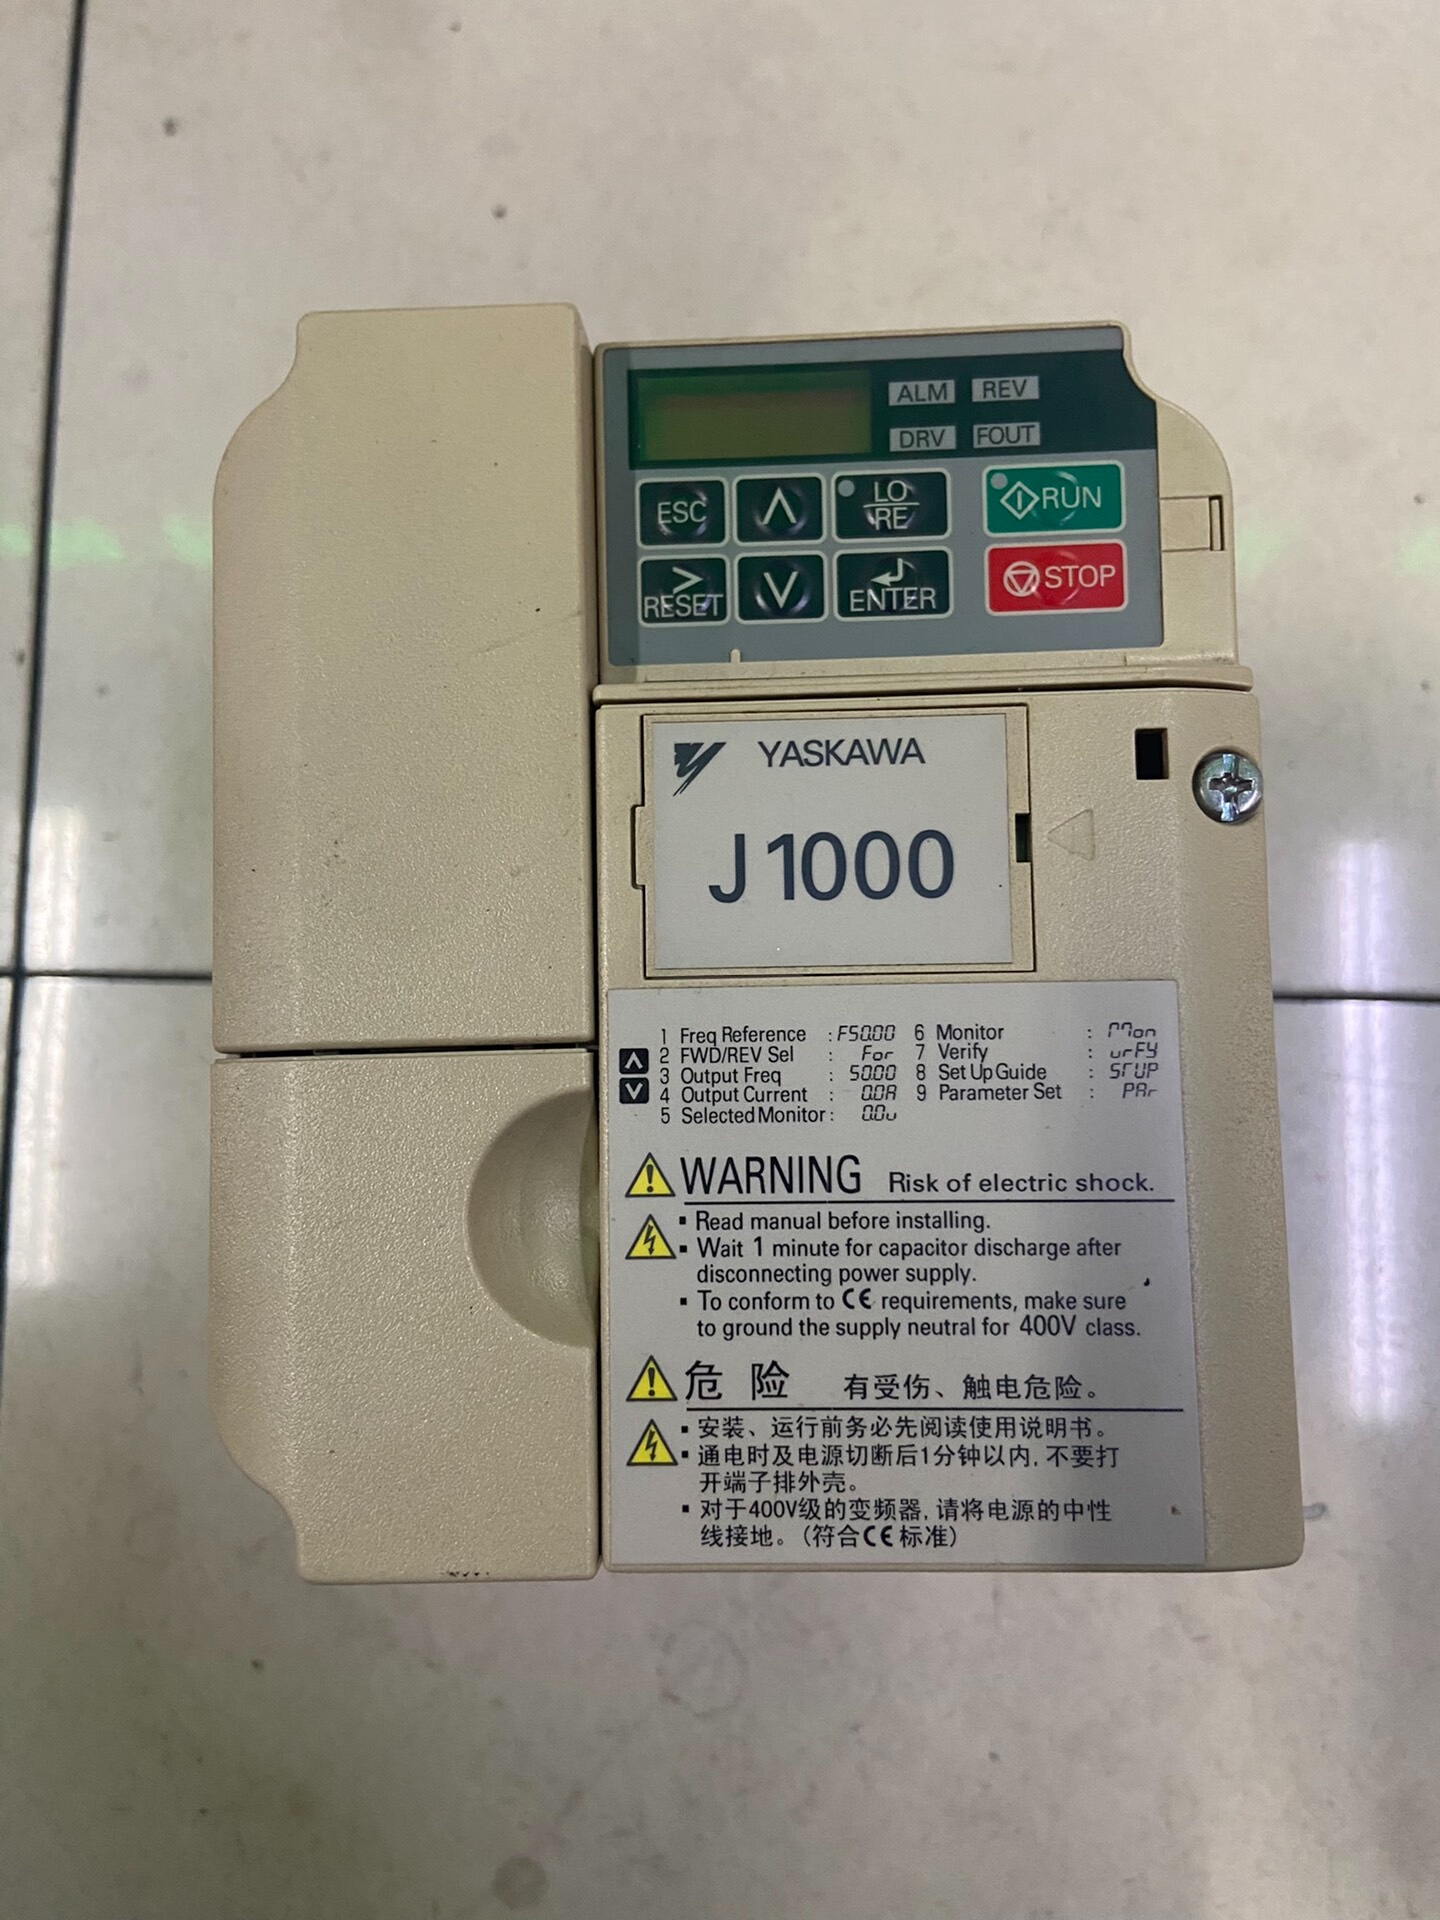 ALM REV
DRV FOUT
ESC
LO
RE
RUN
>
RESET
ENTER
STOP
YASKAWA
J1000
1 Freq Reference : F50.00 6 Monitor : Mon
2 FWD/REV Sel : For 7 Verify : vrFY
3 Output Freq : 50.00 8 Set Up Guide : STUP
4 Output Current : 0.0A 9 Parameter Set : PAr
5 Selected Monitor : 0.0v
WARNING Risk of electric shock.
▪ Read manual before installing.
▪ Wait 1 minute for capacitor discharge after
disconnecting power supply.
▪ To conform to CE requirements, make sure
to ground the supply neutral for 400V class.
危 险 有受伤、触电危险。
▪ 安装、运行前务必先阅读使用说明书。
▪ 通电时及电源切断后1分钟以内,不要打
开端子排外壳。
▪ 对于400V级的变频器,请将电源的中性
线接地。(符合CE标准)